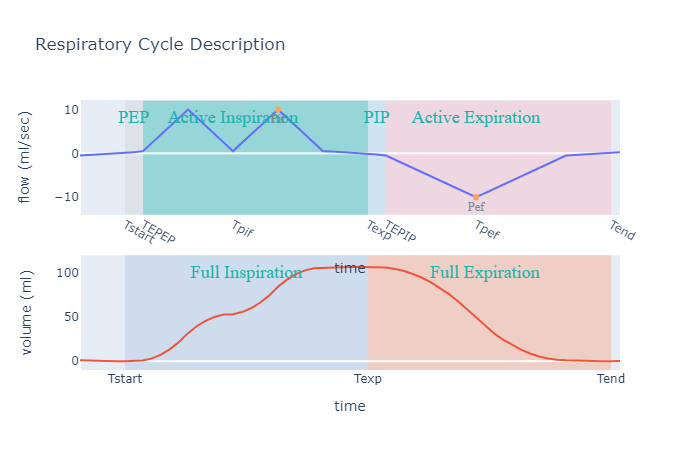 Respiratory Cycle Description
PEP Active Inspiration PIP Active Expiration
10
0
−10
flow (ml/sec)
Pef
Tstart TEPEP Tpif Texp TEPIP Tpef Tend
time
Full Inspiration Full Expiration
100
50
0
volume (ml)
Tstart Texp Tend
time